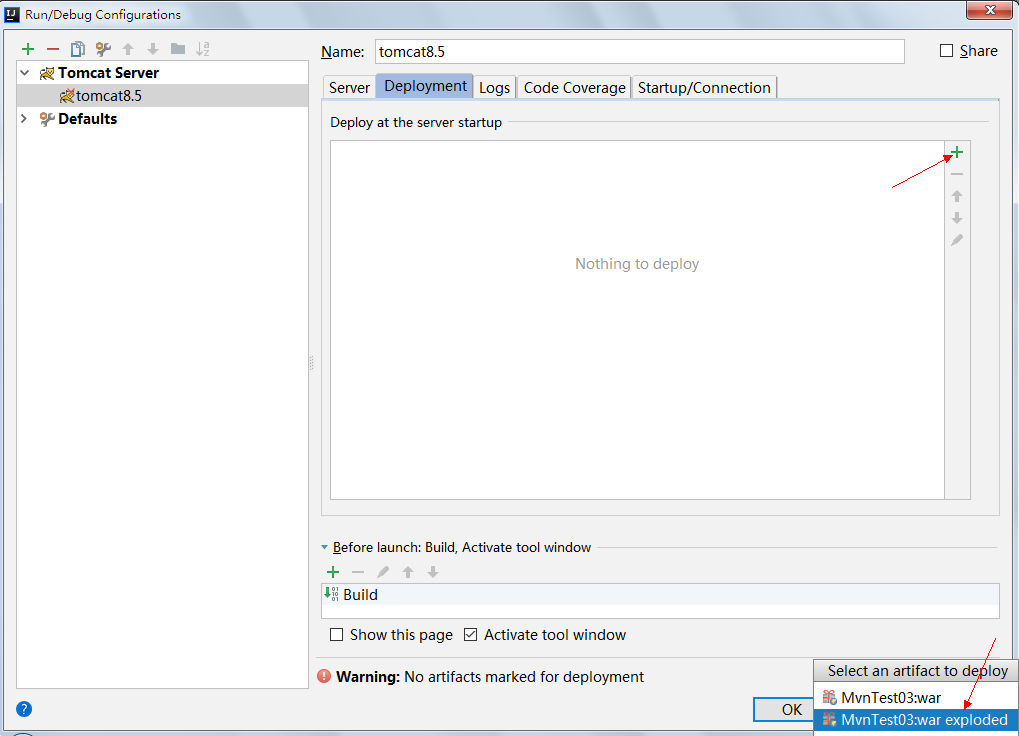 Run/Debug Configurations
Name: tomcat8.5
Share
Tomcat Server
tomcat8.5
Defaults
Server Deployment Logs Code Coverage Startup/Connection
Deploy at the server startup
Nothing to deploy
Before launch: Build, Activate tool window
Build
Show this page Activate tool window
Warning: No artifacts marked for deployment
OK
Select an artifact to deploy
MvnTest03:war
MvnTest03:war exploded